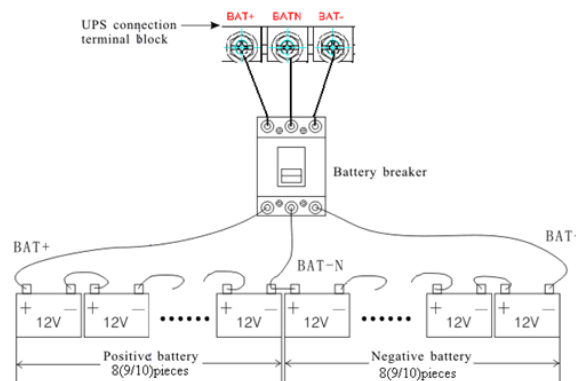 UPS connection
terminal block
BAT+ BATN BAT-
Battery breaker
BAT+
BAT-
BAT-N
+ − + − + − + − + − + −
12V 12V 12V 12V 12V 12V
Positive battery
8(9/10)pieces
Negative battery
8(9/10)pieces